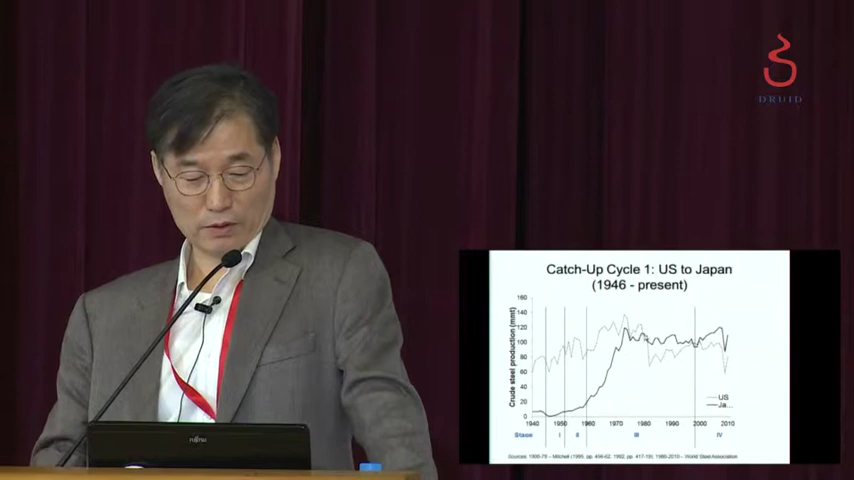 DRUID
Catch-Up Cycle 1: US to Japan
(1946 - present)
Crude steel production (mmt)
160
140
120
100
80
60
40
20
0
US
Ja...
1940 1950 1960 1970 1980 1990 2000 2010
Stage I II III IV
FUJITSU